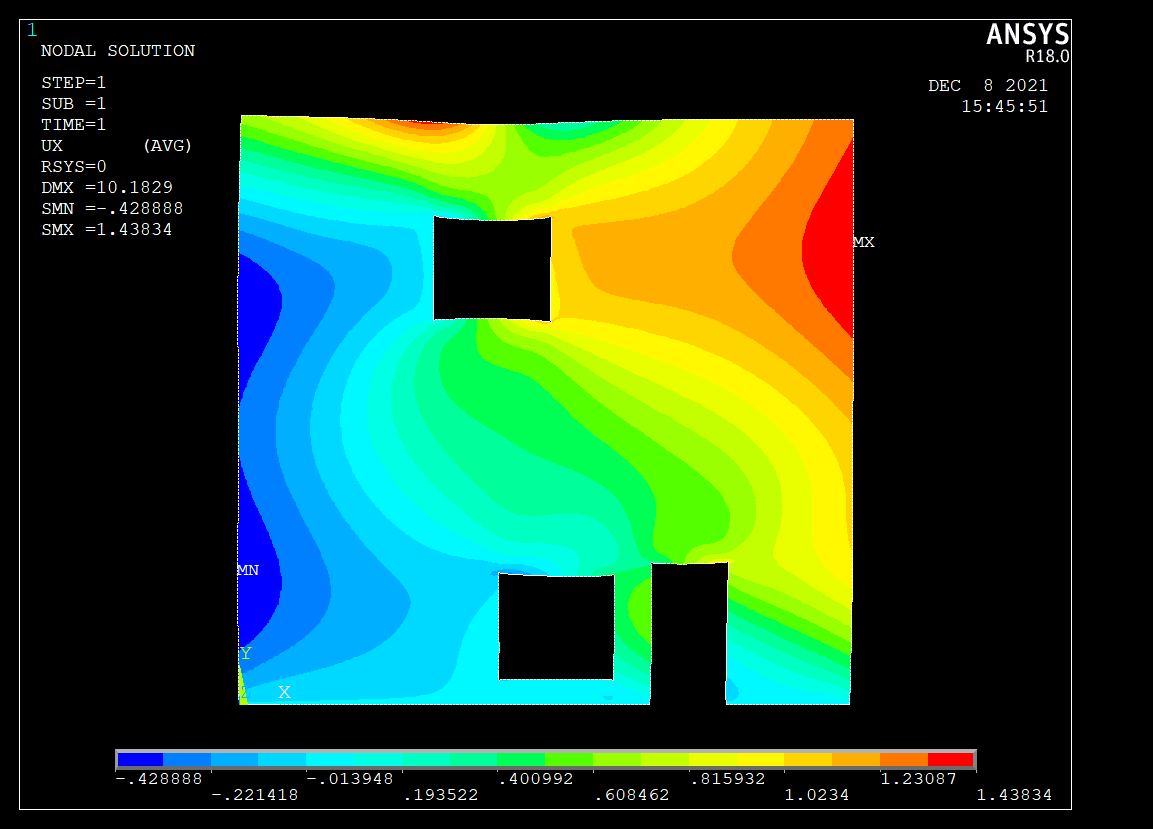 1
ANSYS
R18.0
NODAL SOLUTION
DEC 8 2021
15:45:51
STEP=1
SUB =1
TIME=1
UX (AVG)
RSYS=0
DMX =10.1829
SMN =-.428888
SMX =1.43834
MX
MN
Y
X
-.428888 -.013948 .400992 .815932 1.23087
-.221418 .193522 .608462 1.0234 1.43834